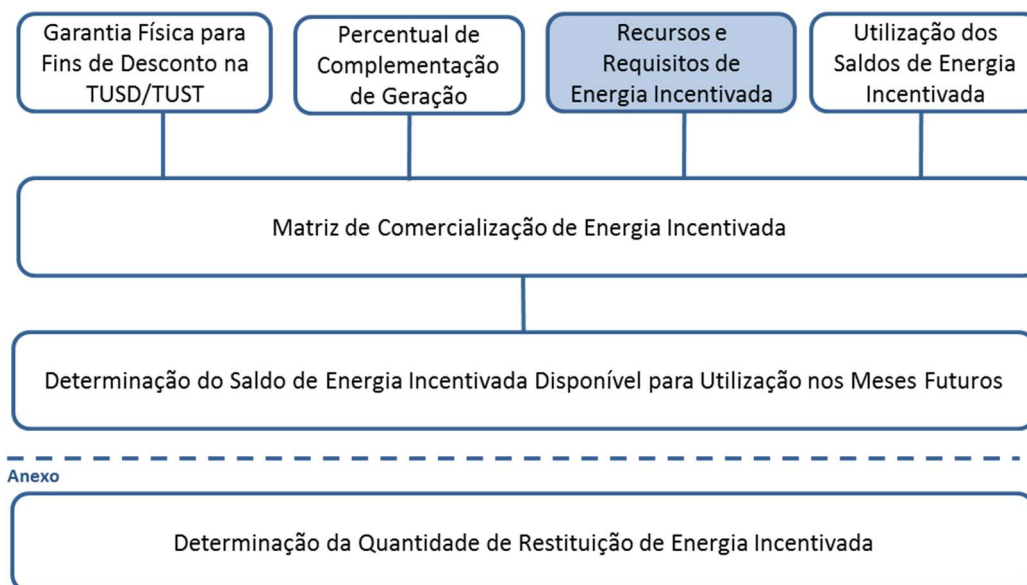 Garantia Física para
Fins de Desconto na
TUSD/TUST
Percentual de
Complementação
de Geração
Recursos e
Requisitos de
Energia Incentivada
Utilização dos
Saldos de Energia
Incentivada
Matriz de Comercialização de Energia Incentivada
Determinação do Saldo de Energia Incentivada Disponível para Utilização nos Meses Futuros
Anexo
Determinação da Quantidade de Restituição de Energia Incentivada